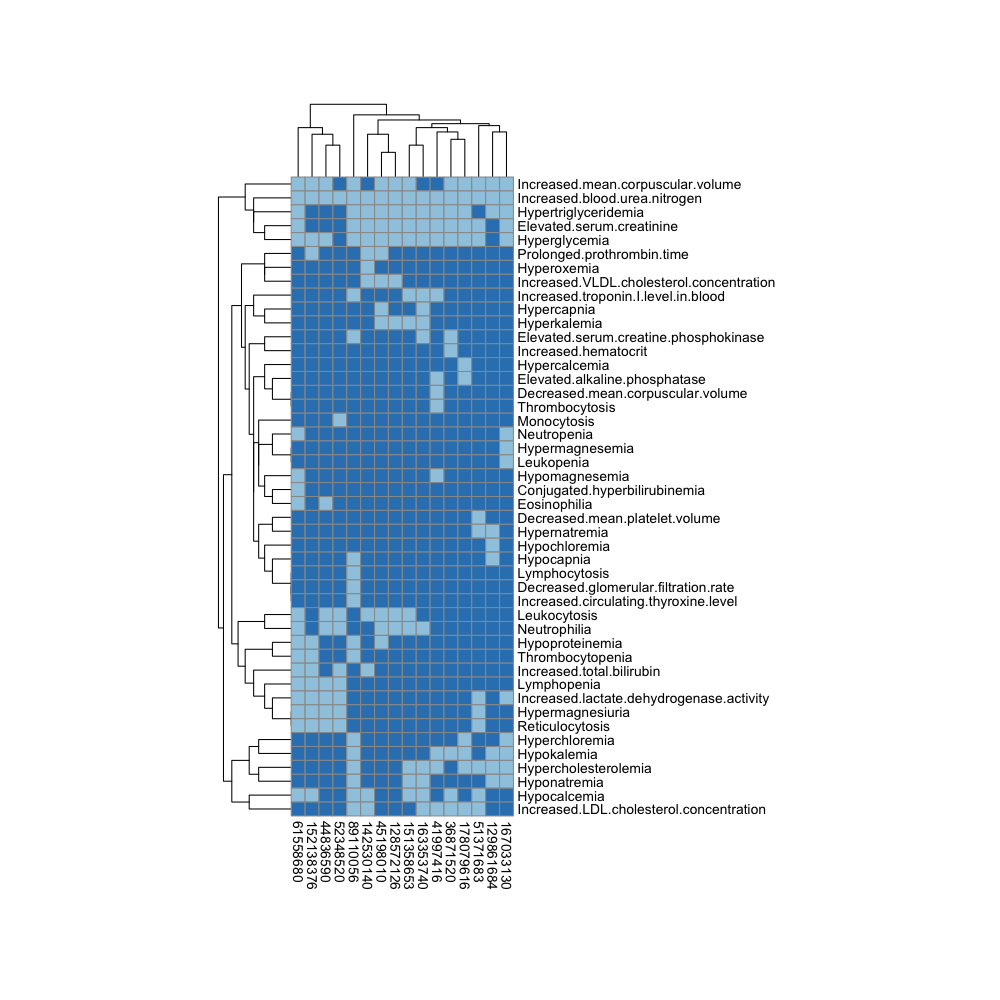 Increased.mean.corpuscular.volume
Increased.blood.urea.nitrogen
Hypertriglyceridemia
Elevated.serum.creatinine
Hyperglycemia
Prolonged.prothrombin.time
Hyperoxemia
Increased.VLDL.cholesterol.concentration
Increased.troponin.I.level.in.blood
Hypercapnia
Hyperkalemia
Elevated.serum.creatine.phosphokinase
Increased.hematocrit
Hypercalcemia
Elevated.alkaline.phosphatase
Decreased.mean.corpuscular.volume
Thrombocytosis
Monocytosis
Neutropenia
Hypermagnesemia
Leukopenia
Hypomagnesemia
Conjugated.hyperbilirubinemia
Eosinophilia
Decreased.mean.platelet.volume
Hypernatremia
Hypochloremia
Hypocapnia
Lymphocytosis
Decreased.glomerular.filtration.rate
Increased.circulating.thyroxine.level
Leukocytosis
Neutrophilia
Hypoproteinemia
Thrombocytopenia
Increased.total.bilirubin
Lymphopenia
Increased.lactate.dehydrogenase.activity
Hypermagnesiuria
Reticulocytosis
Hyperchloremia
Hypokalemia
Hypercholesterolemia
Hyponatremia
Hypocalcemia
Increased.LDL.cholesterol.concentration
61558680
152138376
44836590
52348520
89110056
142530140
45198010
128572126
151358653
163353740
41997416
36871520
178079616
51371683
129861684
167033130